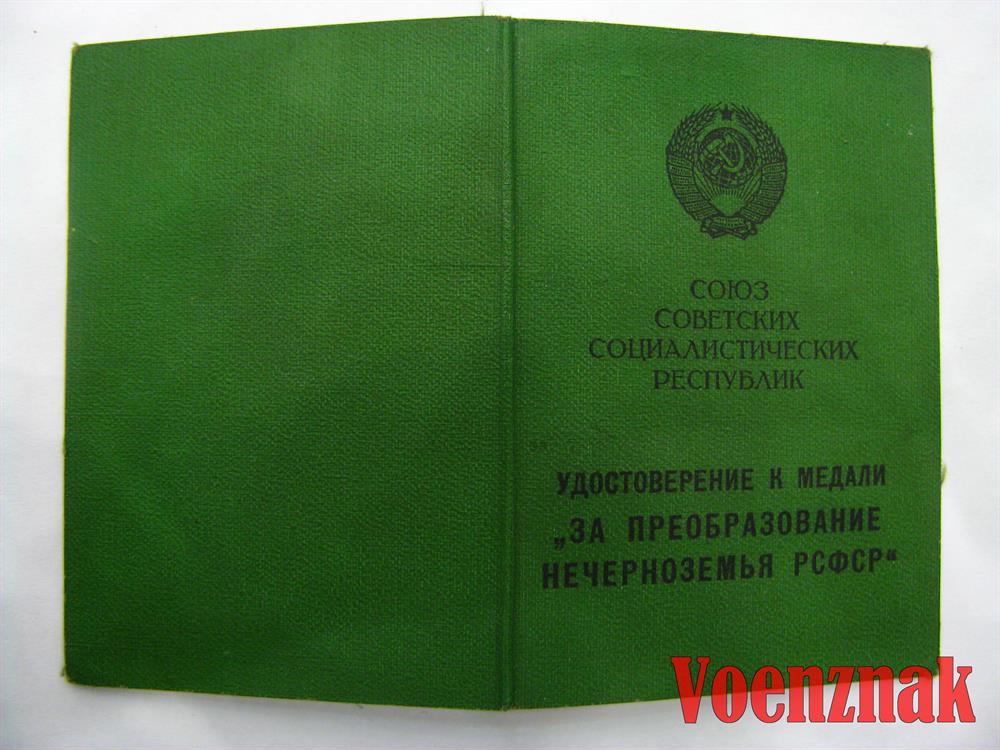 СОЮЗ
СОВЕТСКИХ
СОЦИАЛИСТИЧЕСКИХ
РЕСПУБЛИК
УДОСТОВЕРЕНИЕ К МЕДАЛИ
„ЗА ПРЕОБРАЗОВАНИЕ
НЕЧЕРНОЗЕМЬЯ РСФСР“
Voenznak